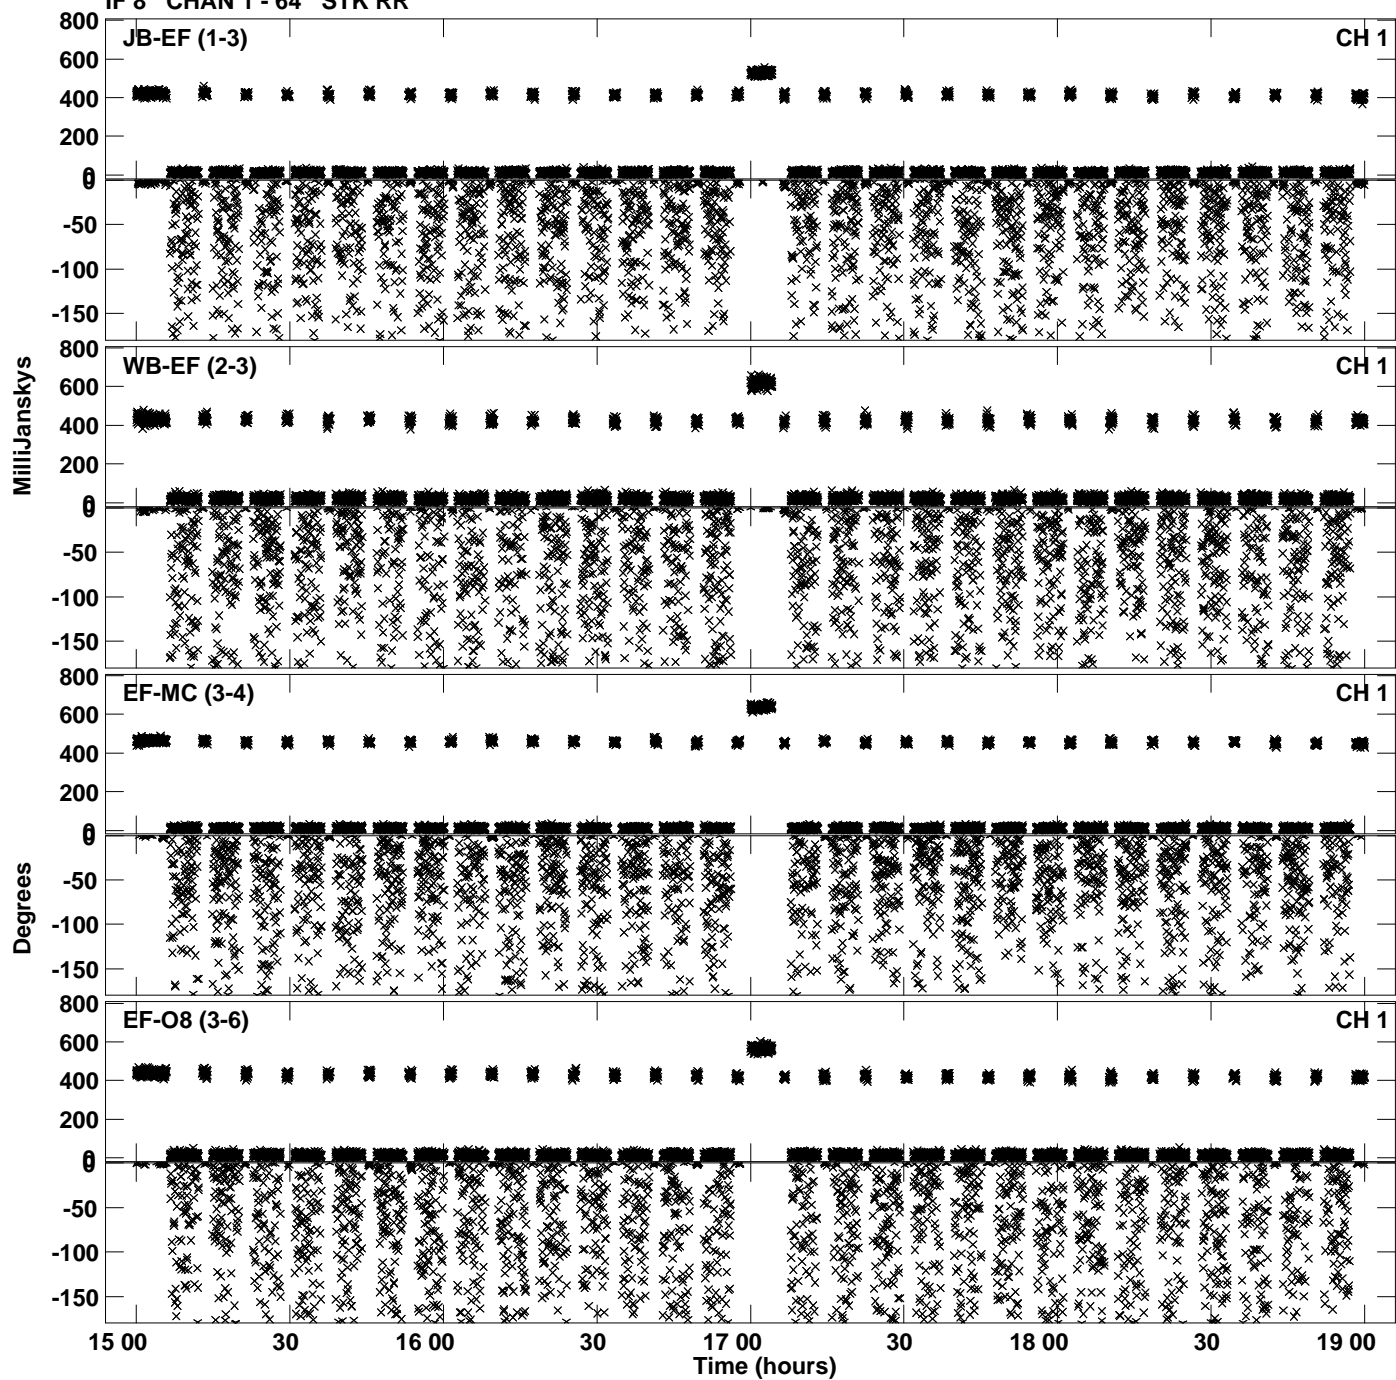 IF 8 CHAN 1 - 64 STK RR
800
JB-EF (1-3)
CH 1
600
400
200
0
0
-50
-100
-150
800
WB-EF (2-3)
CH 1
600
400
200
0
0
-50
-100
-150
800
EF-MC (3-4)
CH 1
600
400
200
0
0
-50
-100
-150
800
EF-O8 (3-6)
CH 1
600
400
200
0
0
-50
-100
-150
MilliJanskys
Degrees
15 00 30 16 00 30 17 00 30 18 00 30 19 00
Time (hours)